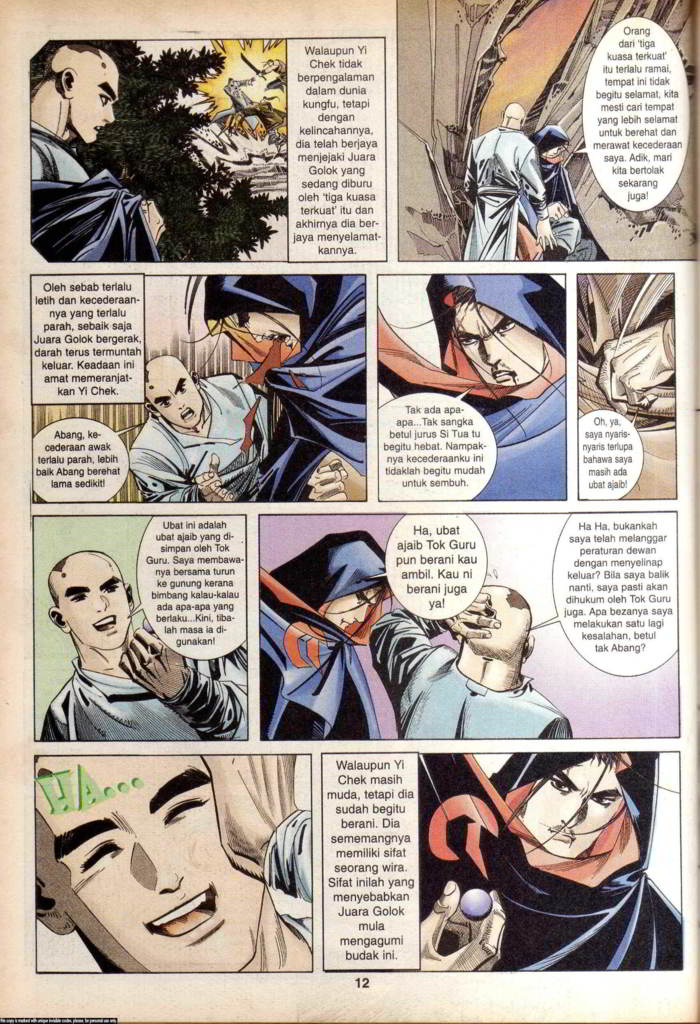 Walaupun Yi
Chek tidak
berpengalaman
dalam dunia
kungfu, tetapi
dengan
kelincahannya,
dia telah berjaya
menjejaki Juara
Golok yang
sedang diburu
oleh 'tiga kuasa
terkuat' itu dan
akhirnya dia ber-
jaya menyelamat-
kannya.
Orang
dari 'tiga
kuasa terkuat'
itu terlalu ramai,
tempat ini tidak
begitu selamat, kita
mesti cari tempat
yang lebih selamat
untuk berehat dan
merawat kecederaan
saya. Adik, mari
kita bertolak
sekarang
juga!
Oleh sebab terlalu
letih dan kecederaan-
nya yang terlalu
parah, sebaik saja
Juara Golok bergerak,
darah terus termuntah
keluar. Keadaan ini
amat memeranjat-
kan Yi Chek.
Abang, ke-
cederaan awak
terlalu parah, lebih
baik Abang berehat
lama sedikit!
Tak ada apa-
apa...Tak sangka
betul jurus Si Tua tu
begitu hebat. Nampak-
nya kecederaanku ini
tidaklah begitu mudah
untuk sembuh.
Oh, ya,
saya nyaris-
nyaris terlupa
bahawa saya
masih ada
ubat ajaib!
Ubat ini adalah
ubat ajaib yang di-
simpan oleh Tok
Guru. Saya membawa-
nya bersama turun
ke gunung kerana
bimbang kalau-kalau
ada apa-apa yang
berlaku...Kini, tiba-
lah masa ia di-
gunakan!
Ha, ubat
ajaib Tok Guru
pun berani kau
ambil. Kau ni
berani juga
ya!
Ha Ha, bukankah
saya telah melanggar
peraturan dewan
dengan menyelinap
keluar? Bila saya balik
nanti, saya pasti akan
dihukum oleh Tok Guru
juga. Apa bezanya saya
melakukan satu lagi
kesalahan, betul
tak Abang?
HA...
Walaupun Yi
Chek masih
muda, tetapi dia
sudah begitu
berani. Dia
sememangnya
memiliki sifat
seorang wira.
Sifat inilah yang
menyebabkan
Juara Golok
mula
mengagumi
budak ini.
12